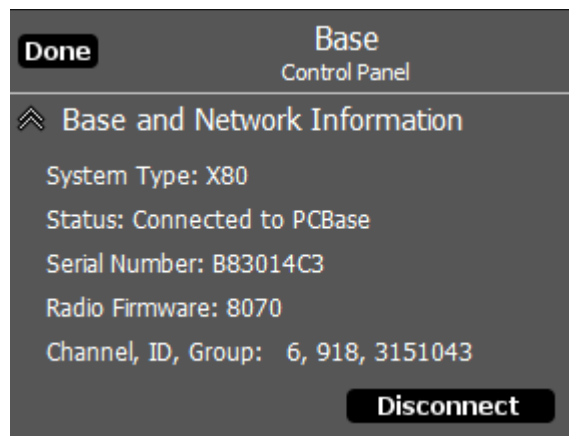 Done
Base
Control Panel
Base and Network Information
System Type: X80
Status: Connected to PCBase
Serial Number: B83014C3
Radio Firmware: 8070
Channel, ID, Group: 6, 918, 3151043
Disconnect